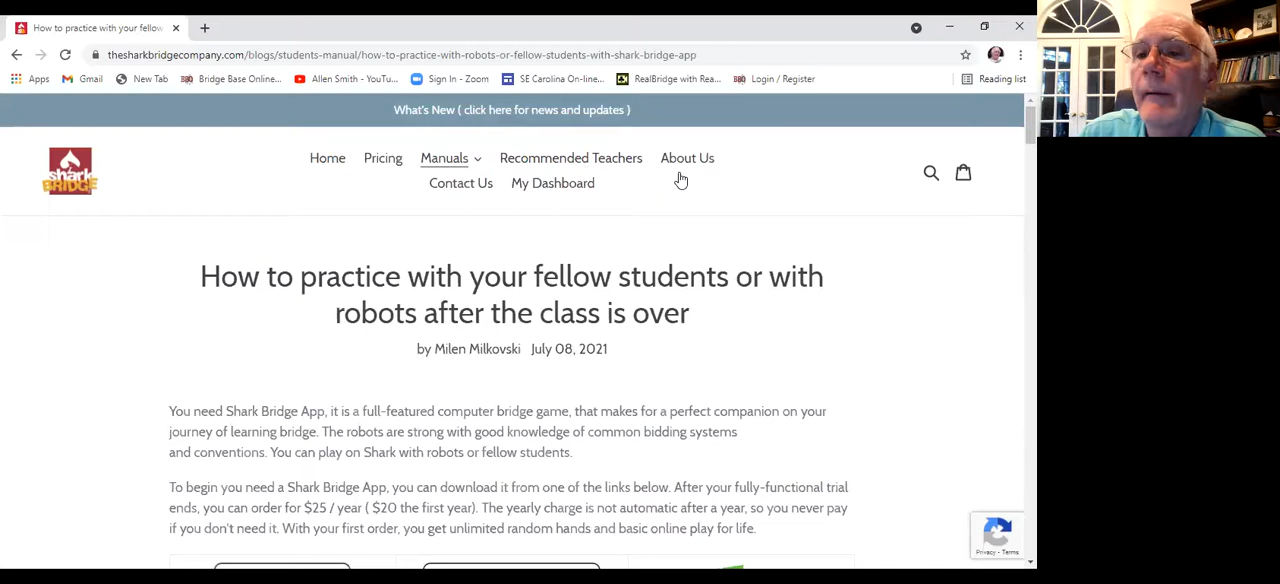 How to practice with your fellow
thesharkbridgecompany.com/blogs/students-manual/how-to-practice-with-robots-or-fellow-students-with-shark-bridge-app
Apps Gmail New Tab Bridge Base Online... Allen Smith - YouTu... Sign In - Zoom SE Carolina On-line... RealBridge with Rea... Login / Register Reading list
What's New ( click here for news and updates )
Home Pricing Manuals Recommended Teachers About Us
Contact Us My Dashboard
shark
BRIDGE
How to practice with your fellow students or with
robots after the class is over
by Milen Milkovski July 08, 2021
You need Shark Bridge App, it is a full-featured computer bridge game, that makes for a perfect companion on your
journey of learning bridge. The robots are strong with good knowledge of common bidding systems
and conventions. You can play on Shark with robots or fellow students.
To begin you need a Shark Bridge App, you can download it from one of the links below. After your fully-functional trial
ends, you can order for $25 / year ( $20 the first year). The yearly charge is not automatic after a year, so you never pay
if you don't need it. With your first order, you get unlimited random hands and basic online play for life.
Privacy - Terms